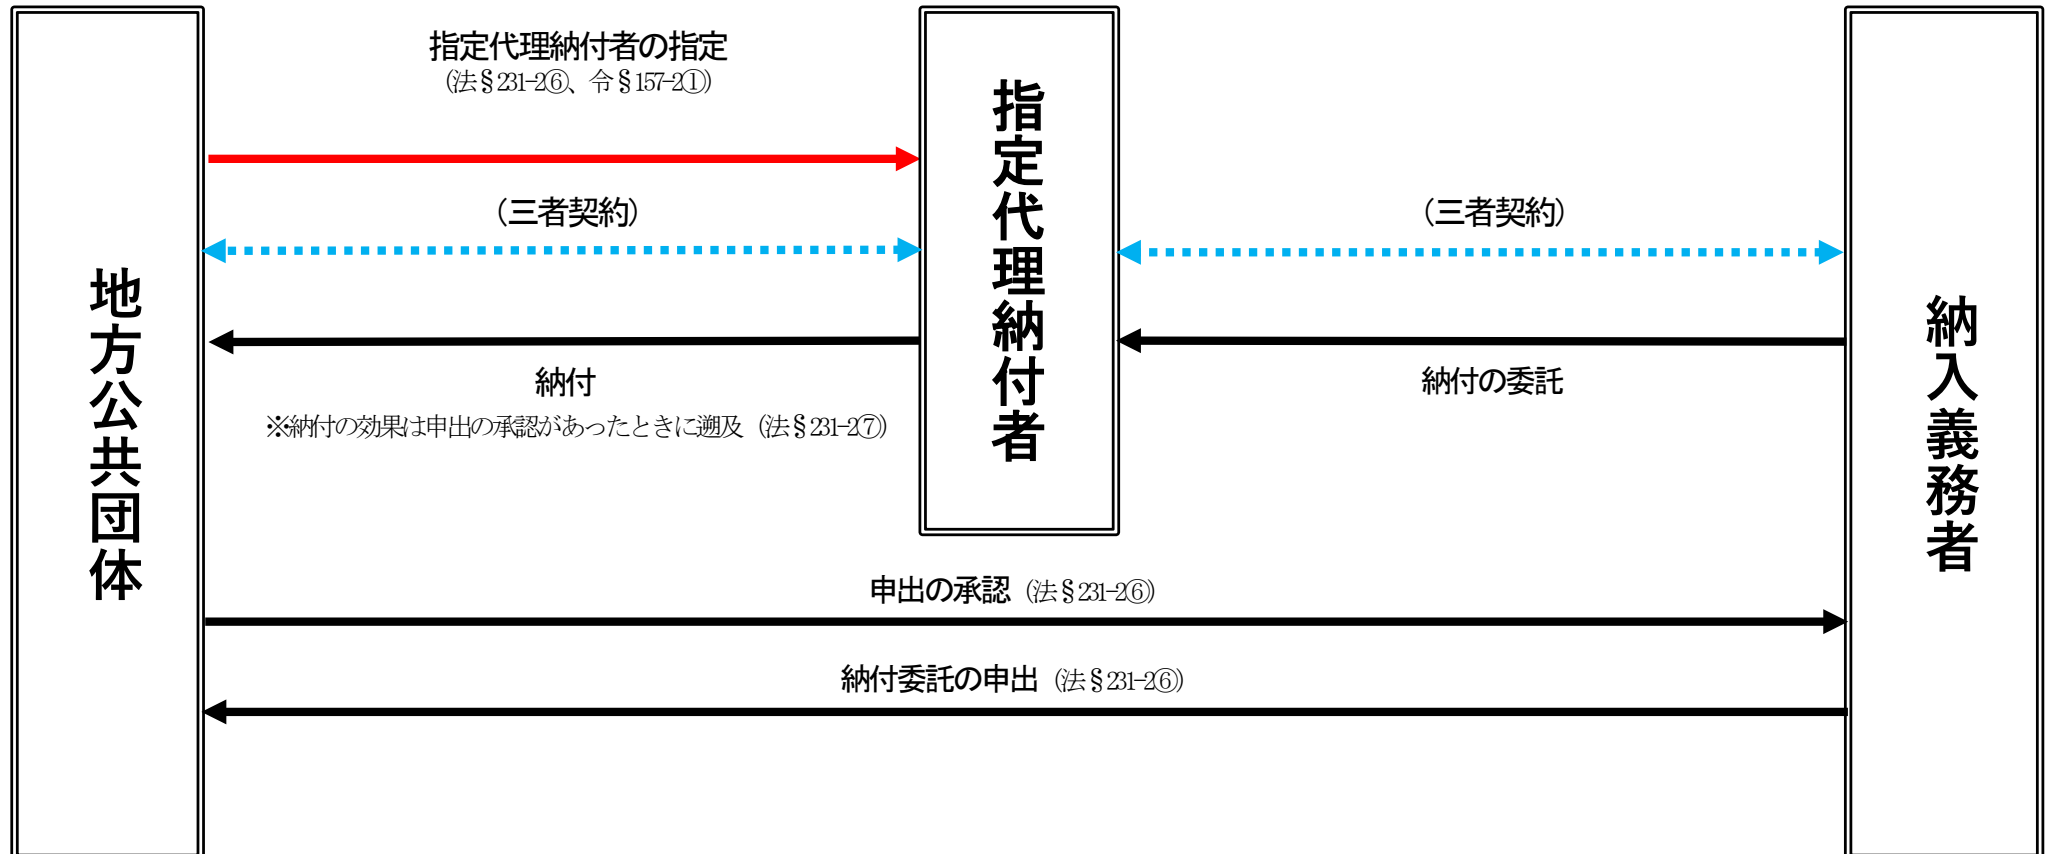 指定代理納付者の指定
(法§231-2⑥、令§157-2①)
(三者契約)
(三者契約)
地方公共団体
指定代理納付者
納入義務者
納付
※納付の効果は申出の承認があったときに遡及 (法§231-2⑦)
納付の委託
申出の承認 (法§231-2⑥)
納付委託の申出 (法§231-2⑥)